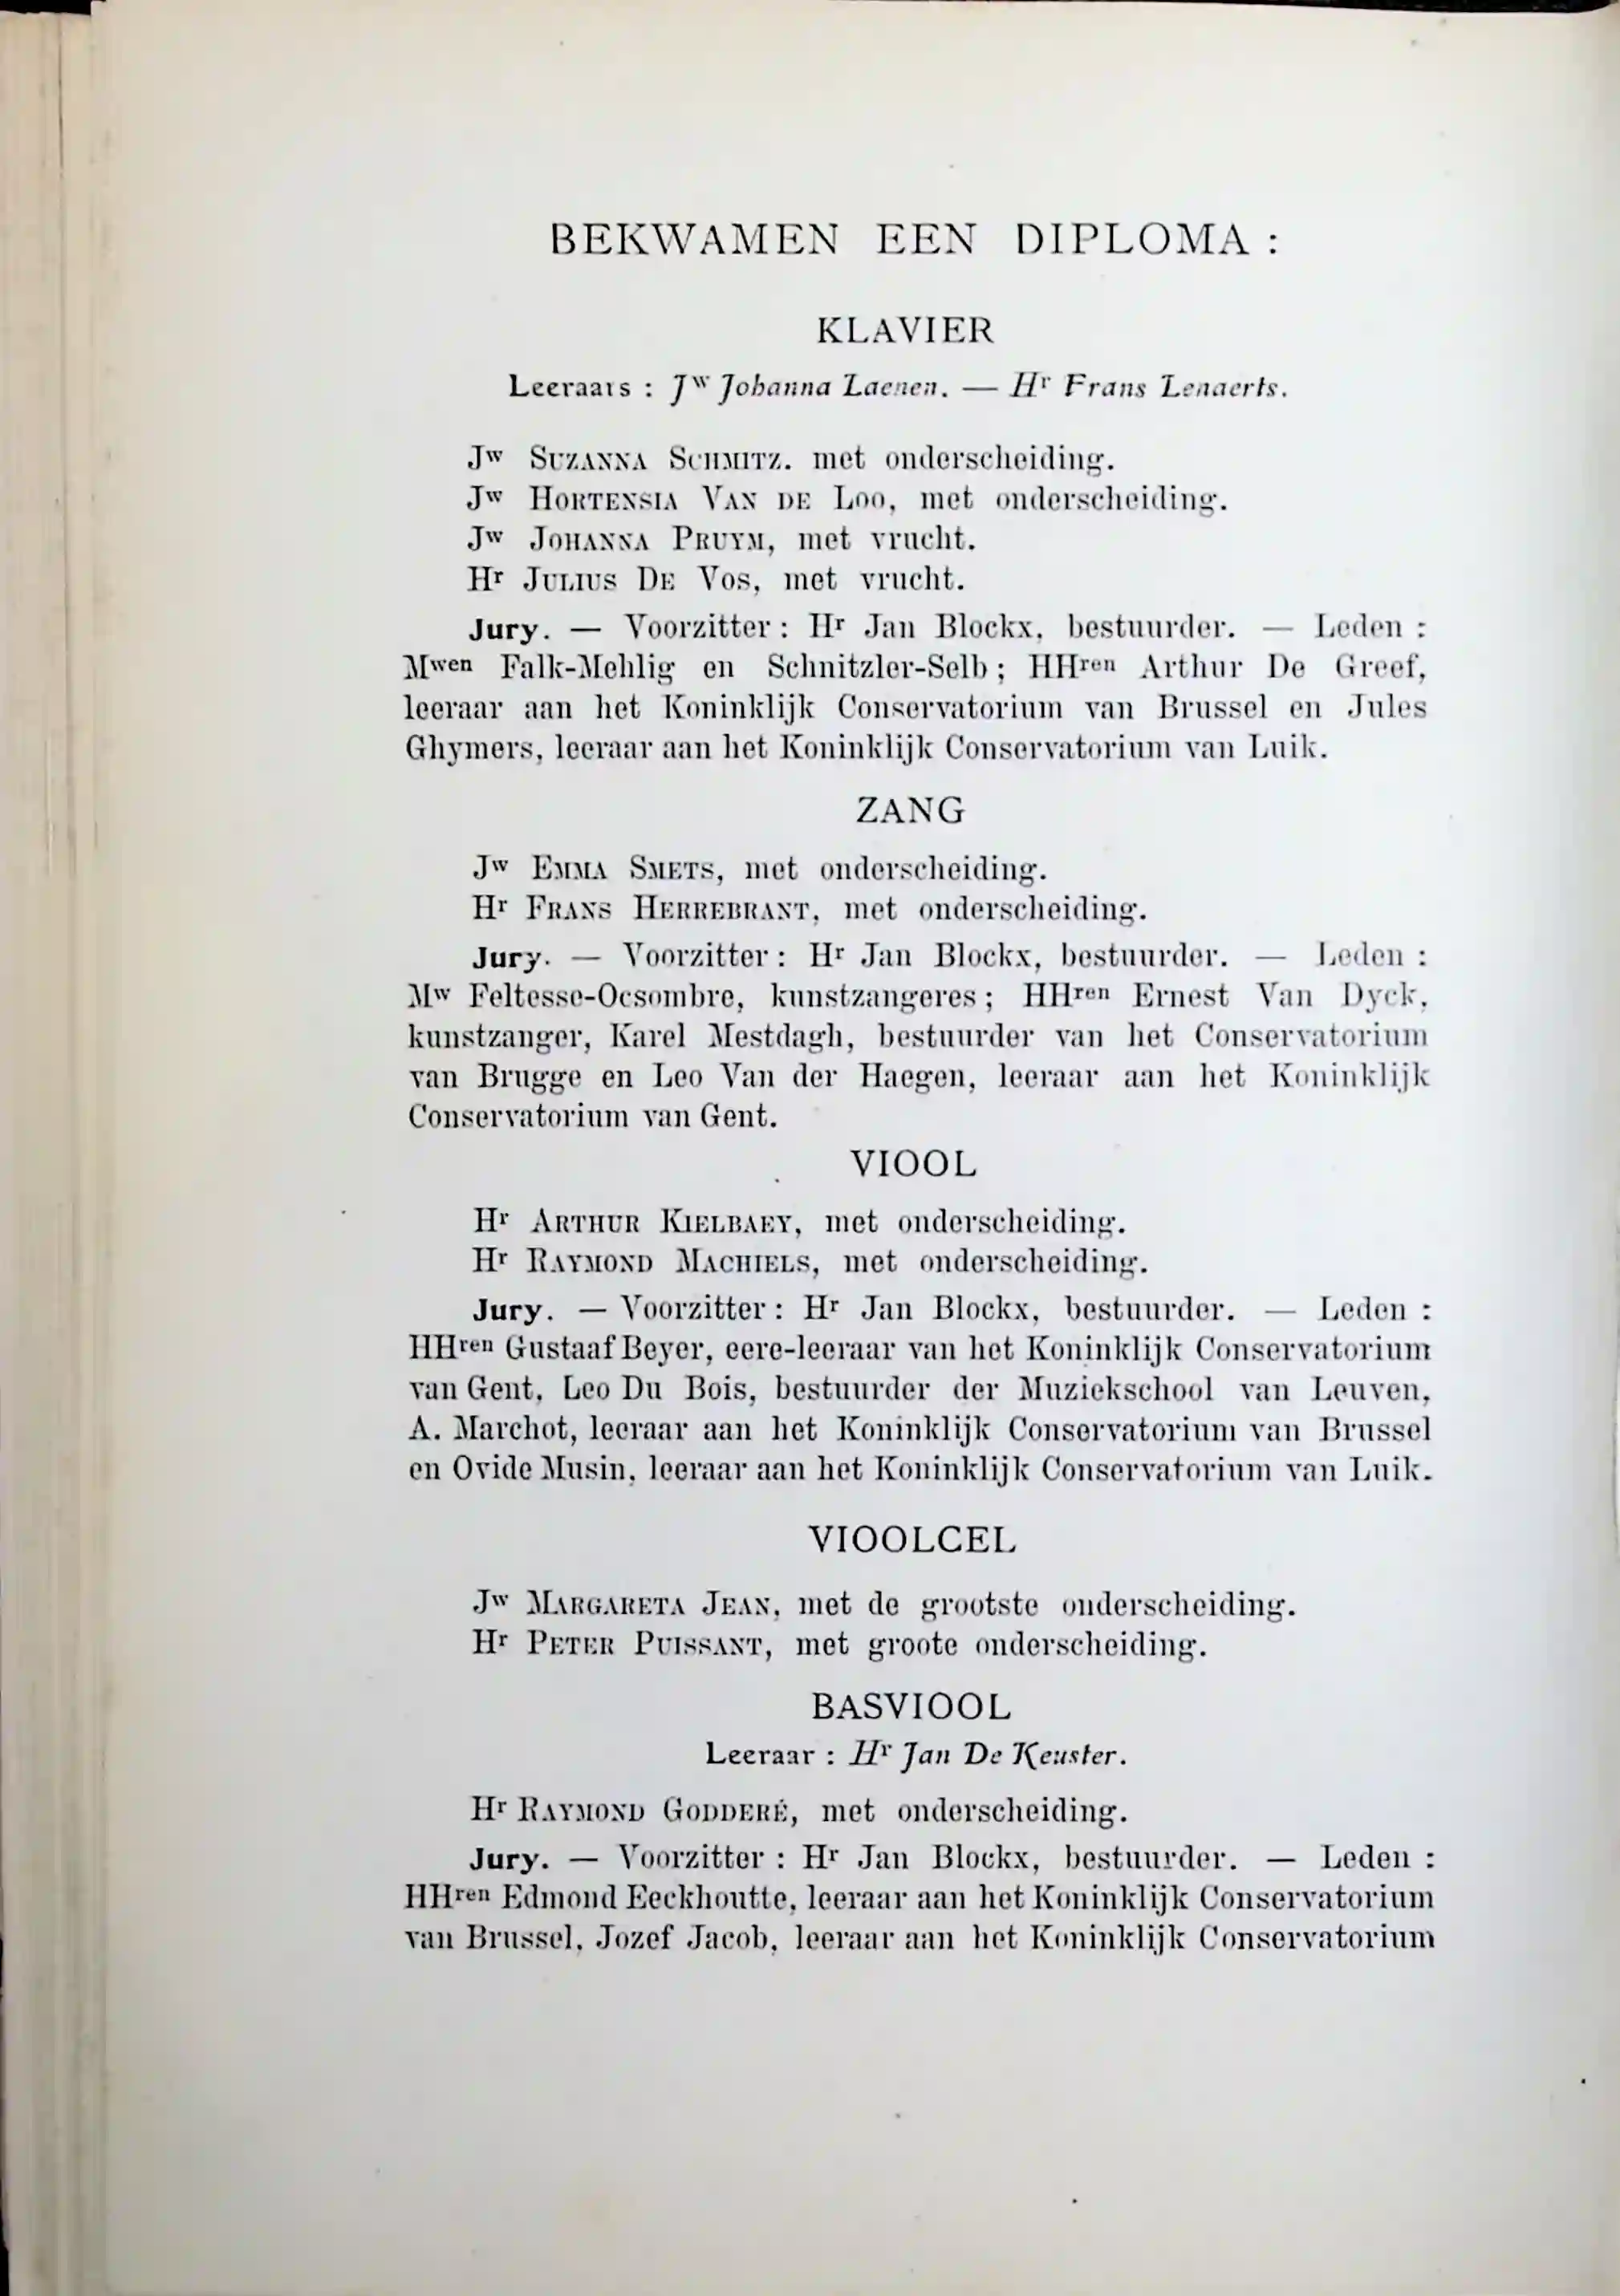 BEKWAMEN EEN DIPLOMA :
KLAVIER
Leeraars : Jw Johanna Laenen. — Hr Frans Lenaerts.
Jw SUZANNA SCHMITZ. met onderscheiding.
Jw HORTENSIA VAN DE LOO, met onderscheiding.
Jw JOHANNA PRUYM, met vrucht.
Hr JULIUS DE VOS, met vrucht.
Jury. — Voorzitter : Hr Jan Blockx, bestuurder. — Leden :
Mwen Falk-Mehlig en Schnitzler-Selb ; HHren Arthur De Greef,
leeraar aan het Koninklijk Conservatorium van Brussel en Jules
Ghymers, leeraar aan het Koninklijk Conservatorium van Luik.
ZANG
Jw EMMA SMETS, met onderscheiding.
Hr FRANS HERREBRANT, met onderscheiding.
Jury. — Voorzitter : Hr Jan Blockx, bestuurder. — Leden :
Mw Feltesse-Ocsombre, kunstzangeres ; HHren Ernest Van Dyck,
kunstzanger, Karel Mestdagh, bestuurder van het Conservatorium
van Brugge en Leo Van der Haegen, leeraar aan het Koninklijk
Conservatorium van Gent.
VIOOL
Hr ARTHUR KIELBAEY, met onderscheiding.
Hr RAYMOND MACHIELS, met onderscheiding.
Jury. — Voorzitter : Hr Jan Blockx, bestuurder. — Leden :
HHren Gustaaf Beyer, eere-leeraar van het Koninklijk Conservatorium
van Gent, Leo Du Bois, bestuurder der Muziekschool van Leuven,
A. Marchot, leeraar aan het Koninklijk Conservatorium van Brussel
en Ovide Musin, leeraar aan het Koninklijk Conservatorium van Luik.
VIOOLCEL
Jw MARGARETA JEAN, met de grootste onderscheiding.
Hr PETER PUISSANT, met groote onderscheiding.
BASVIOOL
Leeraar : Hr Jan De Keuster.
Hr RAYMOND GODDERÉ, met onderscheiding.
Jury. — Voorzitter : Hr Jan Blockx, bestuurder. — Leden :
HHren Edmond Eeckhoutte, leeraar aan het Koninklijk Conservatorium
van Brussel, Jozef Jacob, leeraar aan het Koninklijk Conservatorium